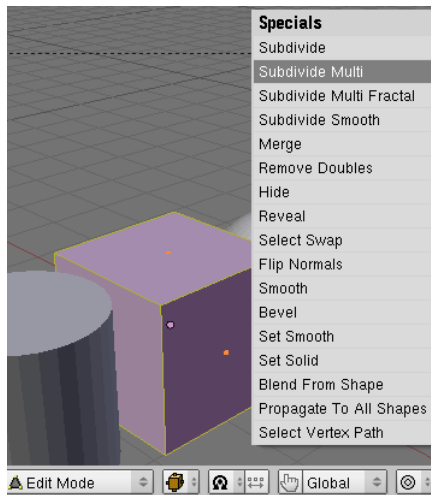 Specials
Subdivide
Subdivide Multi
Subdivide Multi Fractal
Subdivide Smooth
Merge
Remove Doubles
Hide
Reveal
Select Swap
Flip Normals
Smooth
Bevel
Set Smooth
Set Solid
Blend From Shape
Propagate To All Shapes
Select Vertex Path
Edit Mode Global